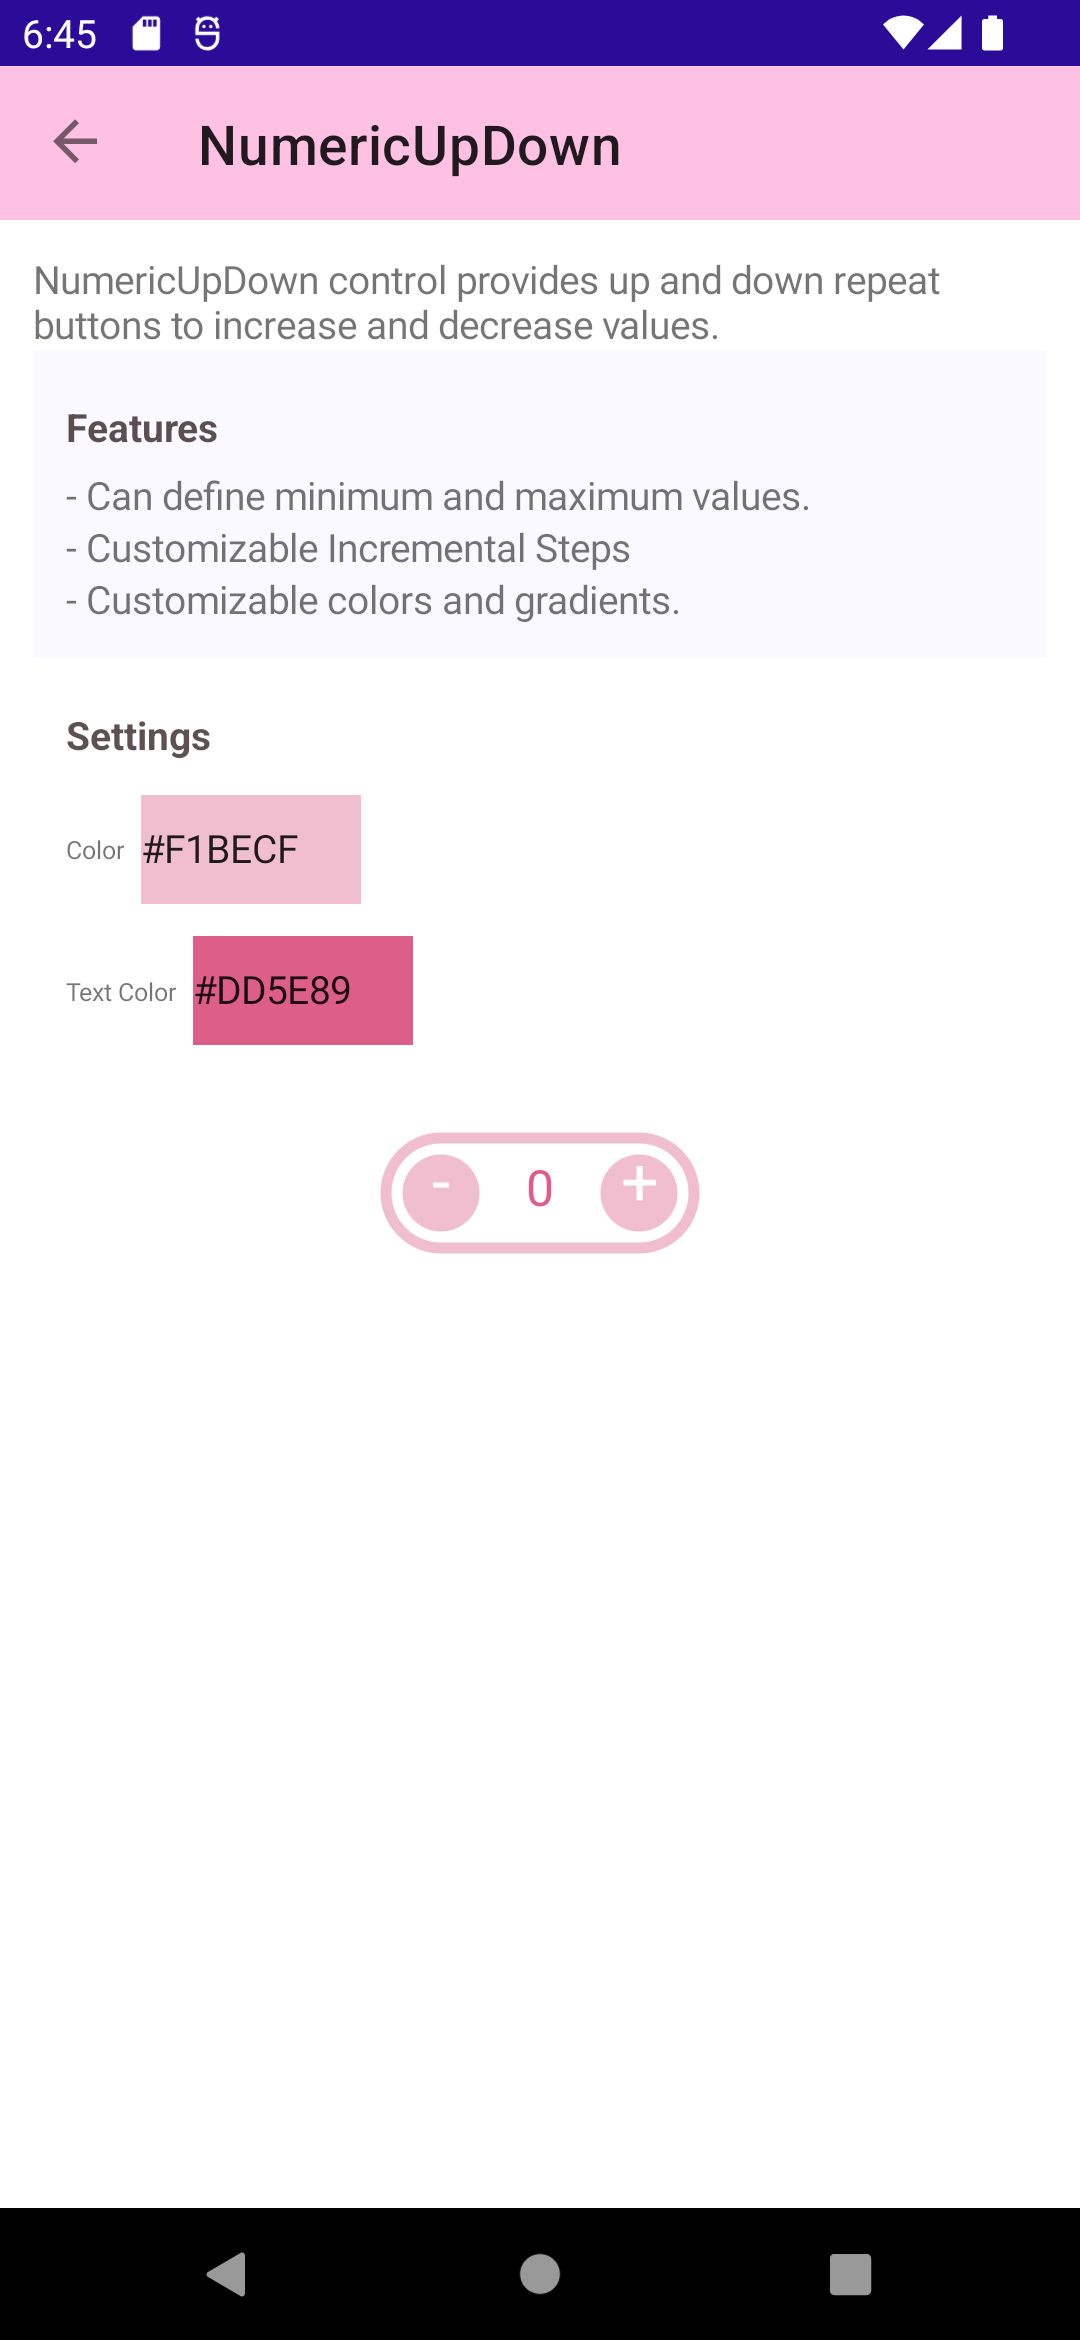 6:45
NumericUpDown
NumericUpDown control provides up and down repeat
buttons to increase and decrease values.
Features
- Can define minimum and maximum values.
- Customizable Incremental Steps
- Customizable colors and gradients.
Settings
Color #F1BECF
Text Color #DD5E89
- 0 +